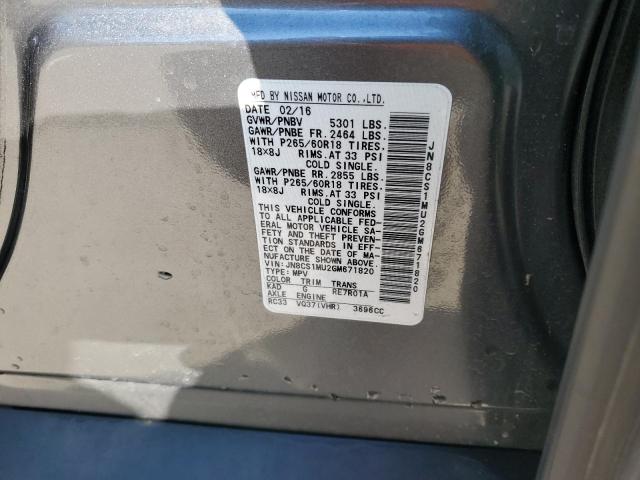 MFD BY NISSAN MOTOR CO.,LTD.
DATE 02/16
GVWR/PNBV 5301 LBS.
GAWR/PNBE FR. 2464 LBS.
WITH P265/60R18 TIRES.
18X8J RIMS. AT 33 PSI
COLD SINGLE.
GAWR/PNBE RR. 2855 LBS.
WITH P265/60R18 TIRES.
18X8J RIMS. AT 33 PSI
COLD SINGLE.
THIS VEHICLE CONFORMS
TO ALL APPLICABLE FED-
ERAL MOTOR VEHICLE SA-
FETY AND THEFT PREVEN-
TION STANDARDS IN EFF-
ECT ON THE DATE OF MA-
NUFACTURE SHOWN ABOVE.
VIN: JN8CS1MU2GM671820
TYPE: MPV
COLOR TRIM TRANS
KAD G RE7R01A
AXLE ENGINE
RC33 VQ37(VHR) 3696CC
JN8CS1MU2GM671820